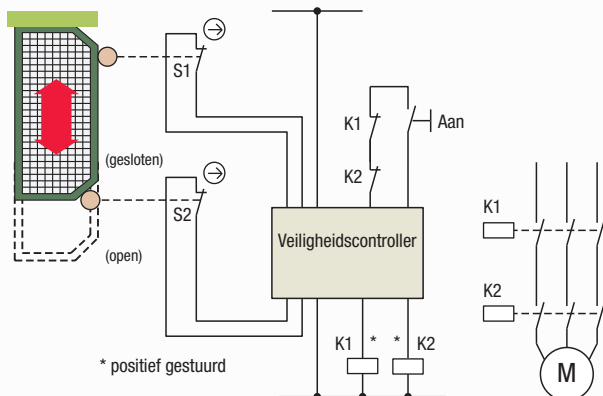 S1
K1
Aan
(gesloten)
K2
S2
K1
Veiligheidscontroller
(open)
K2
K1 * * K2
* positief gestuurd
M